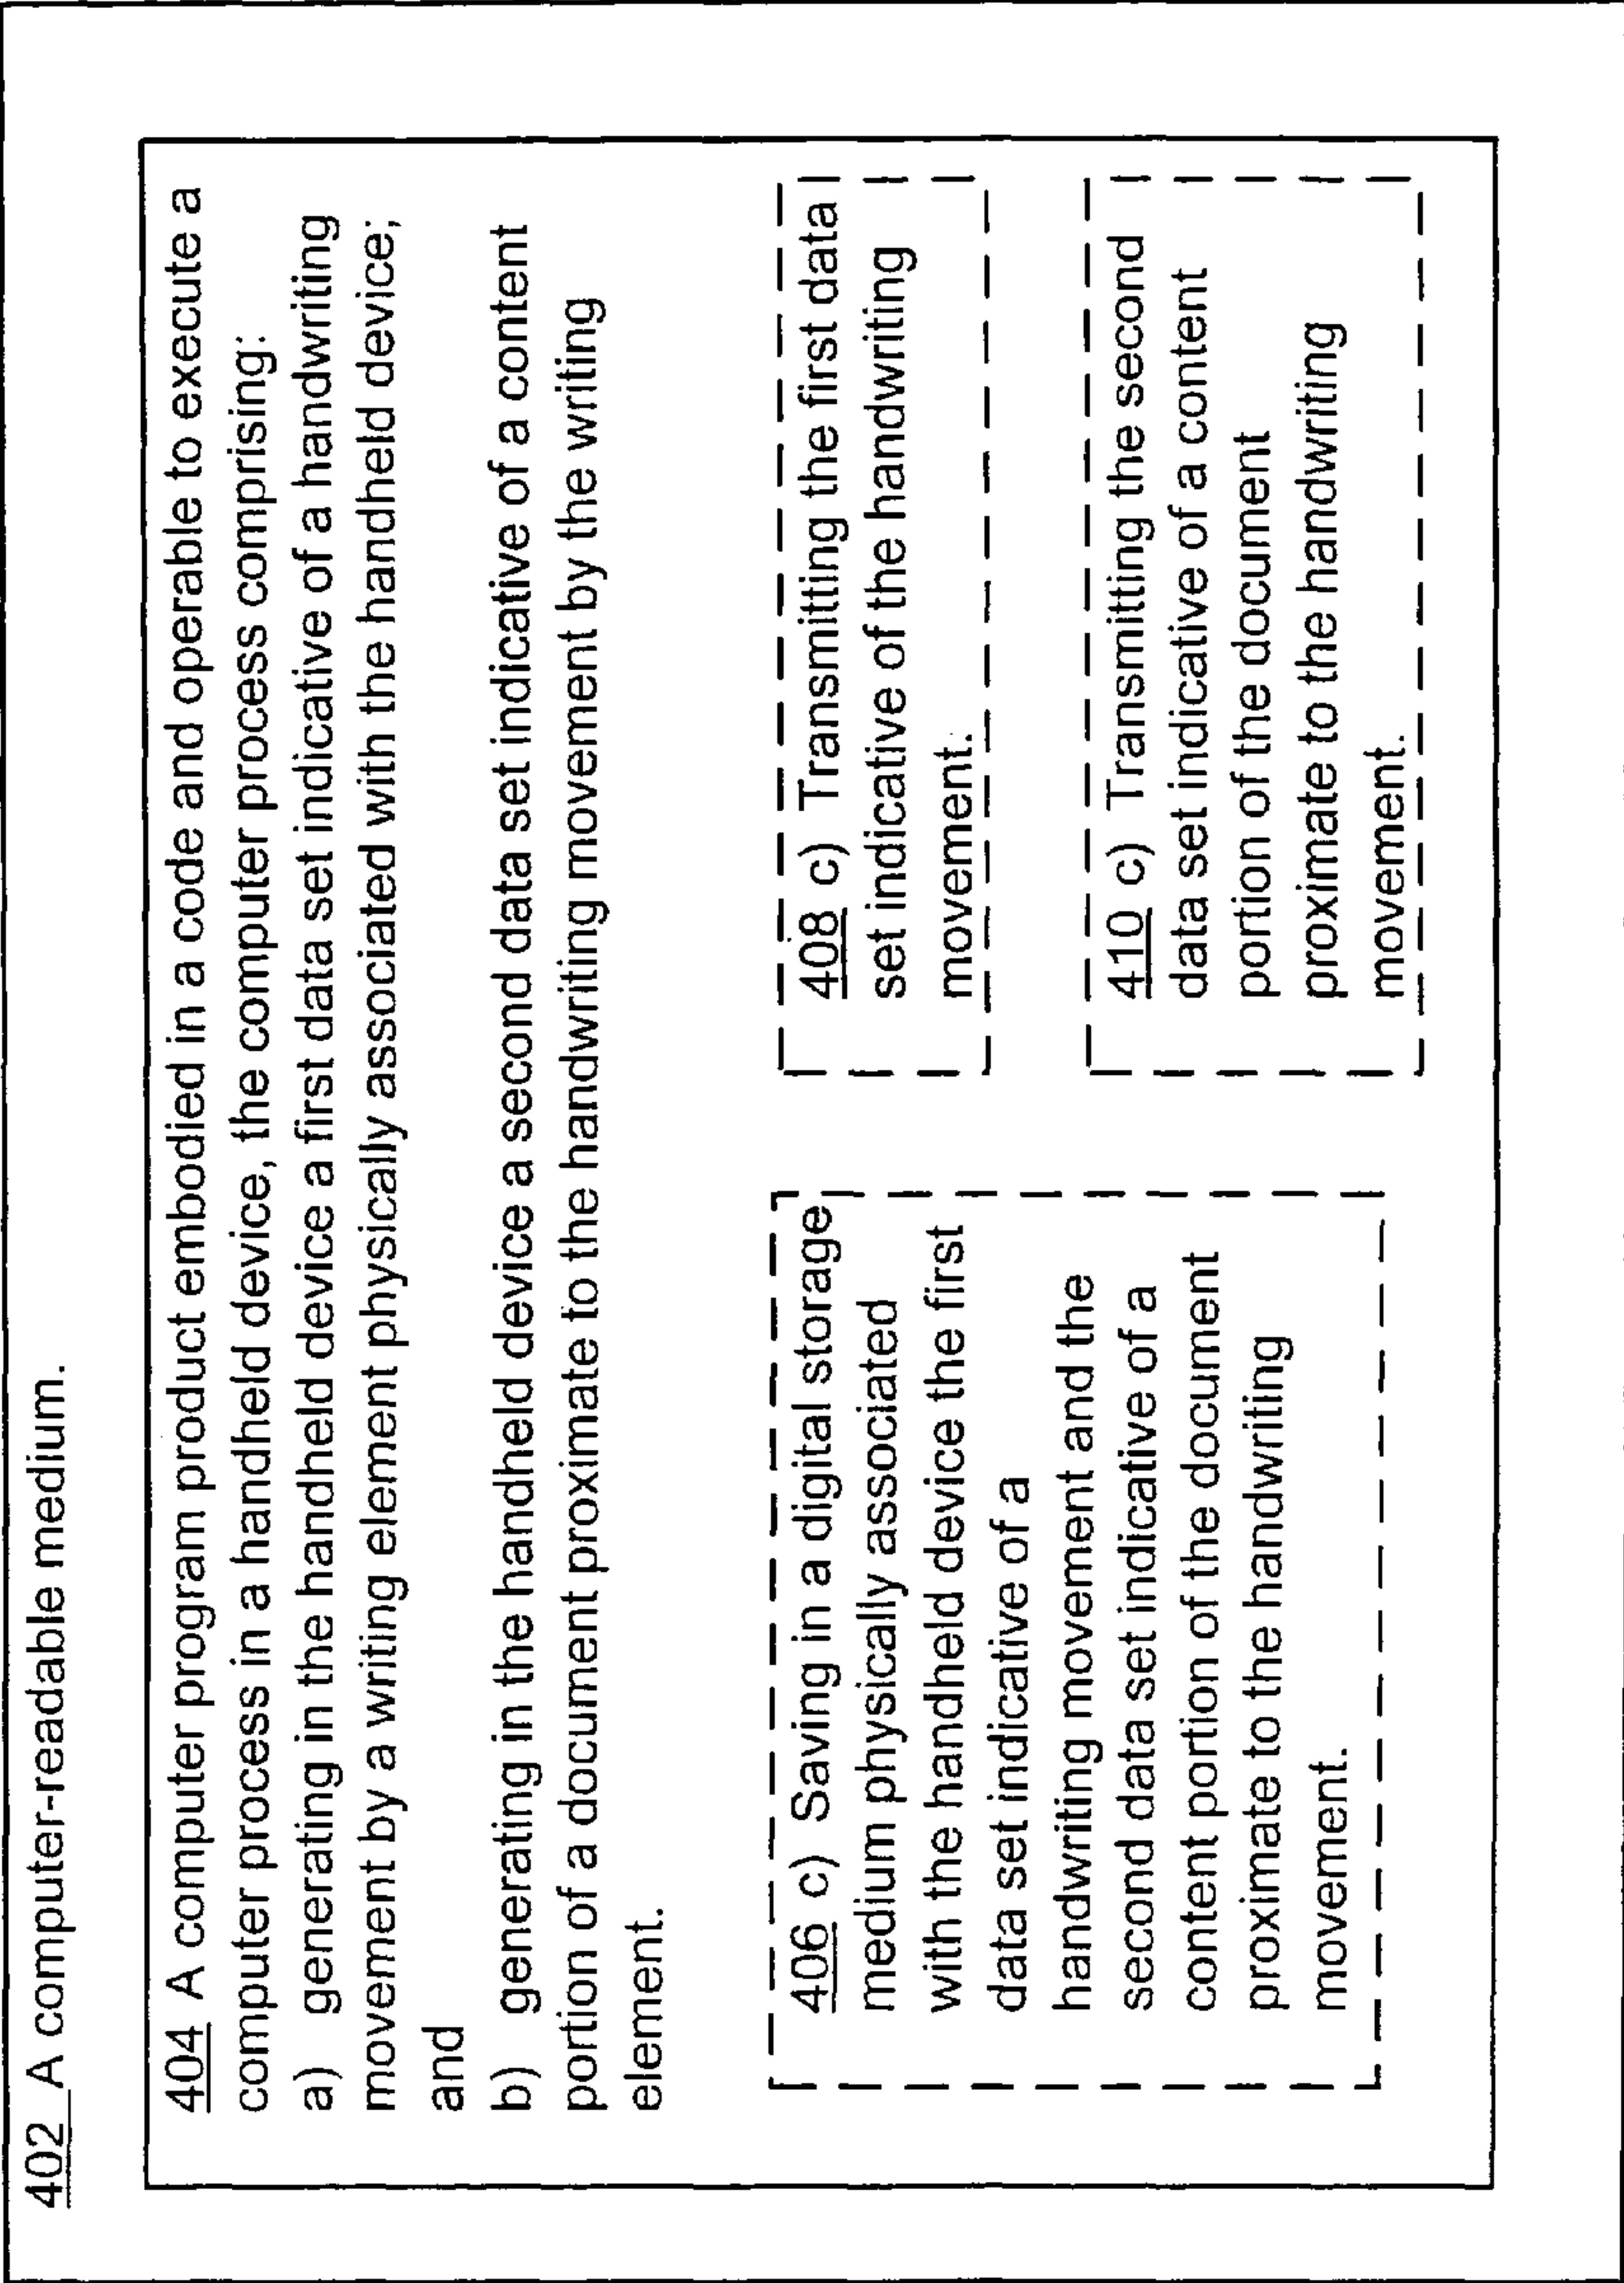 402 A computer-readable medium.
404 A computer program product embodied in a code and operable to execute a
computer process in a handheld device, the computer process comprising:
a) generating in the handheld device a first data set indicative of a handwriting
movement by a writing element physically associated with the handheld device;
and
b) generating in the handheld device a second data set indicative of a content
portion of a document proximate to the handwriting movement by the writing
element.
406 c) Saving in a digital storage
medium physically associated
with the handheld device the first
data set indicative of a
handwriting movement and the
second data set indicative of a
content portion of the document
proximate to the handwriting
movement.
408 c) Transmitting the first data
set indicative of the handwriting
movement.
410 c) Transmitting the second
data set indicative of a content
portion of the document
proximate to the handwriting
movement.